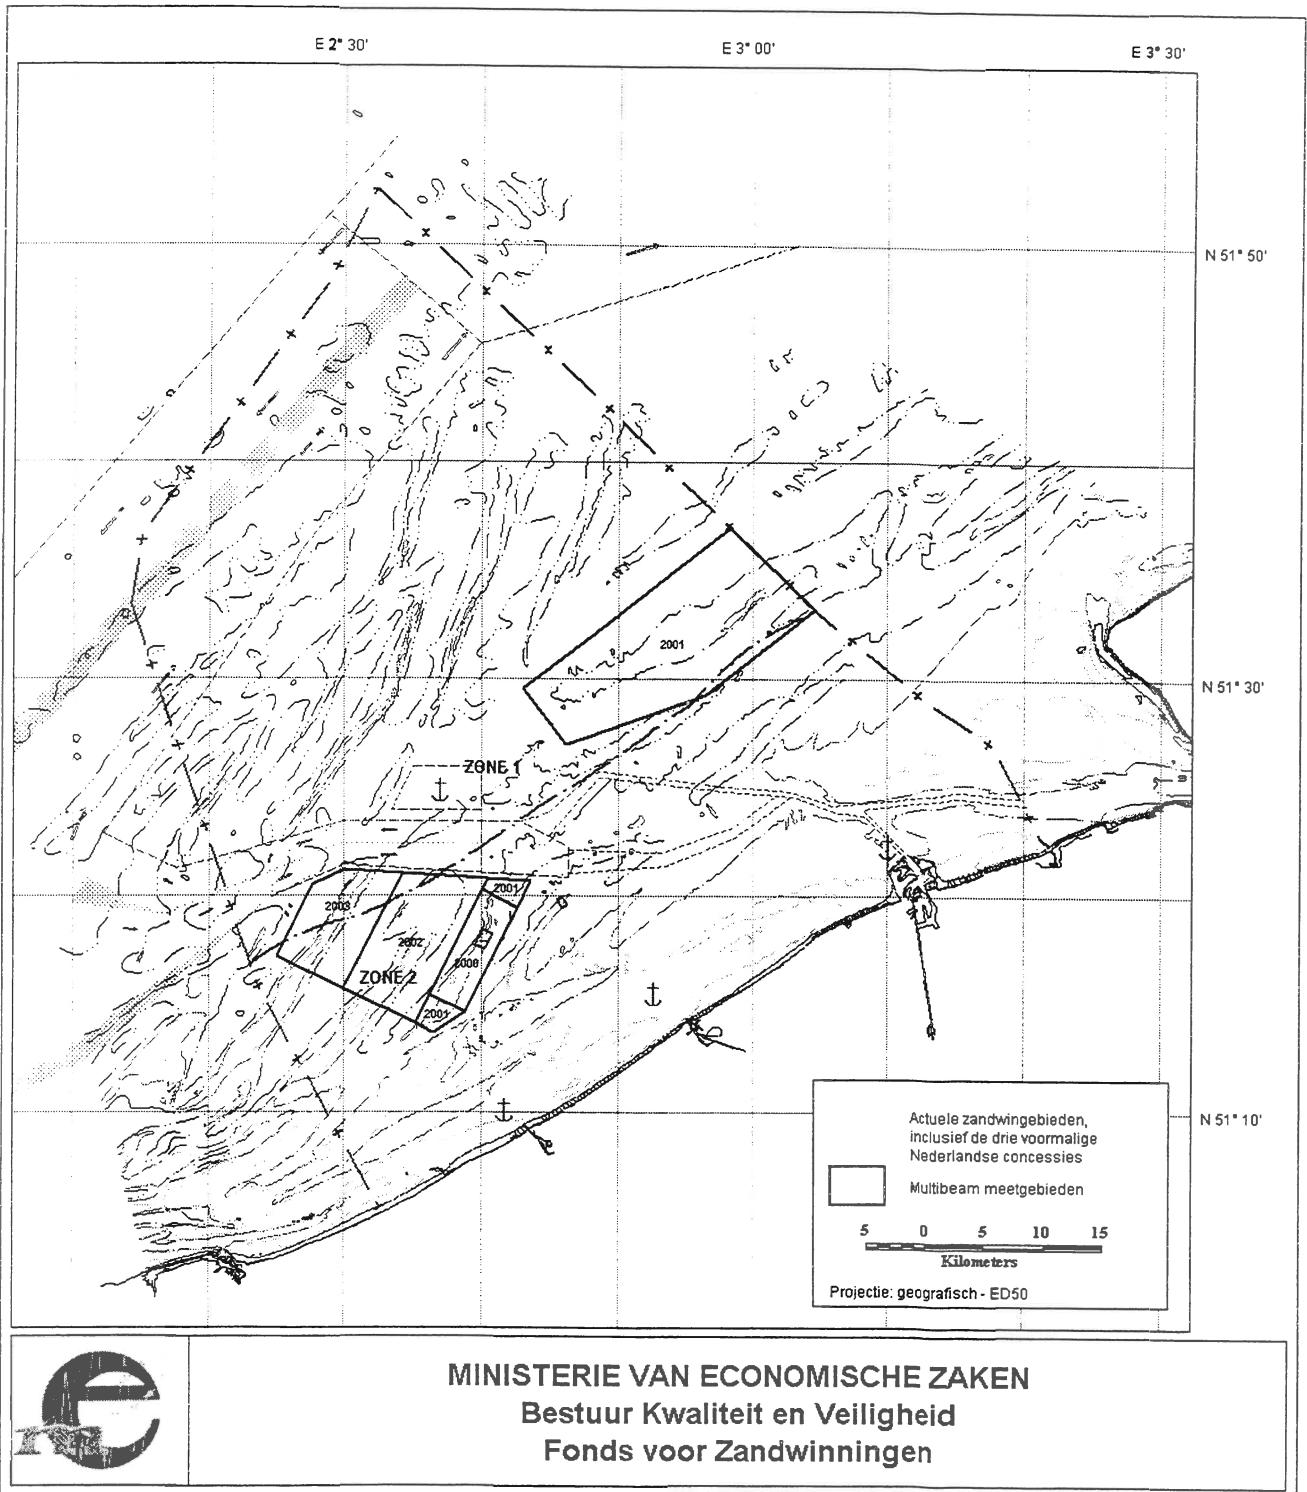 E 2° 30'
E 3° 00'
E 3° 30'
N 51° 50'
2001
N 51° 30'
ZONE 1
2001
2003
2002
2000
ZONE 2
2001
Actuele zandwingebieden,
inclusief de drie voormalige
Nederlandse concessies
N 51° 10'
Multibeam meetgebieden
5 0 5 10 15
Kilometers
Projectie: geografisch - ED50
MINISTERIE VAN ECONOMISCHE ZAKEN
Bestuur Kwaliteit en Veiligheid
Fonds voor Zandwinningen